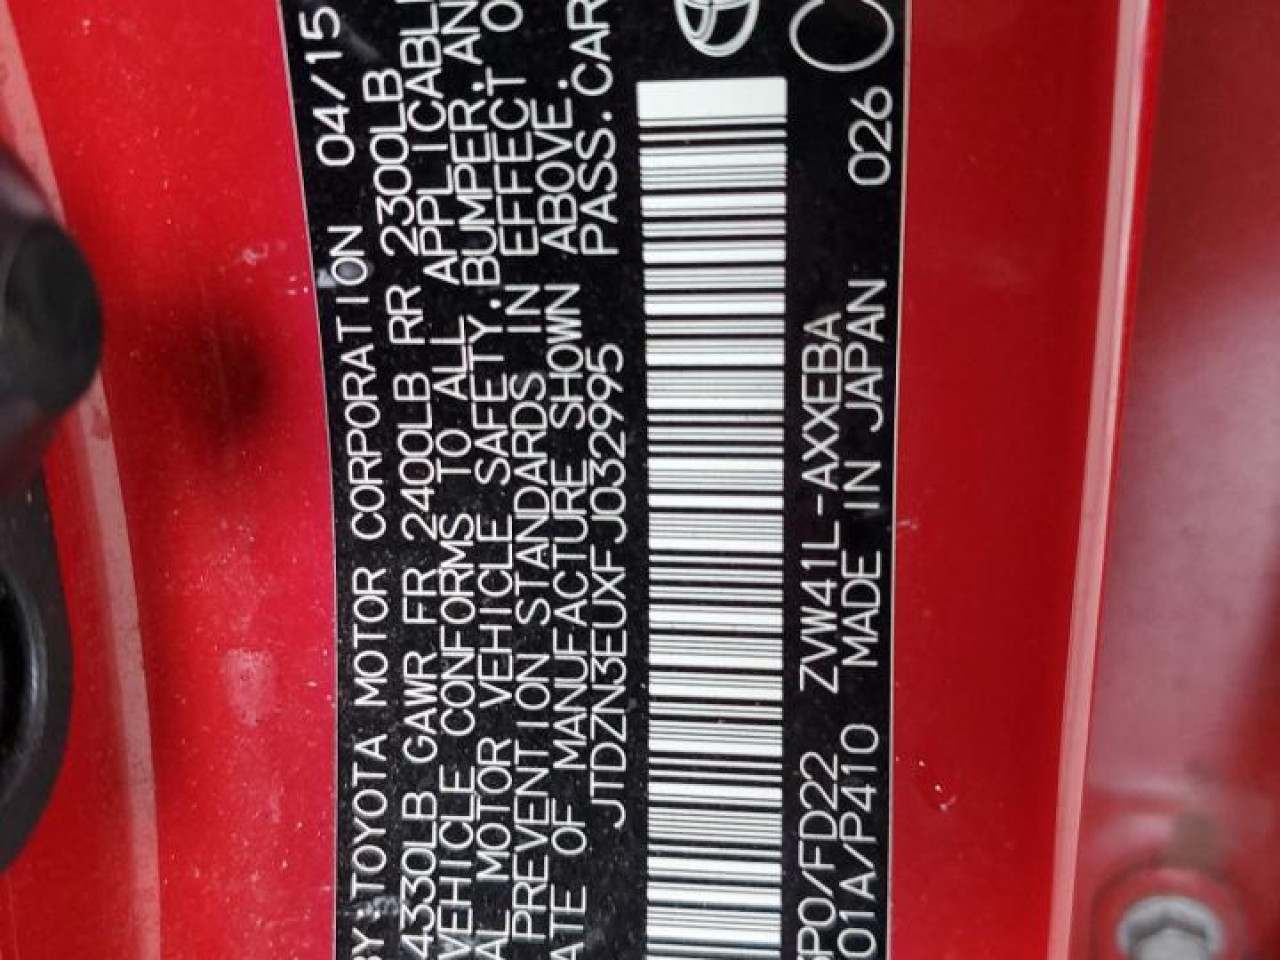 BY TOYOTA MOTOR CORPORATION 04/15
4330LB GAWR FR 2400LB RR 2300LB
VEHICLE CONFORMS TO ALL APPLICABLE
AL MOTOR VEHICLE SAFETY, BUMPER, AN
PREVENTION STANDARDS IN EFFECT O
ATE OF MANUFACTURE SHOWN ABOVE.
JTDZN3EUXFJ032995 PASS.CAR
/FD22 ZVW41L-AXXEBA
01A/P410 MADE IN JAPAN 026